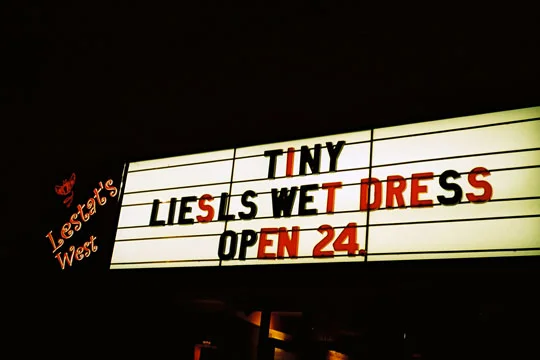 Lestat's
West
TINY
LIESLS WET DRESS
OPEN 24.